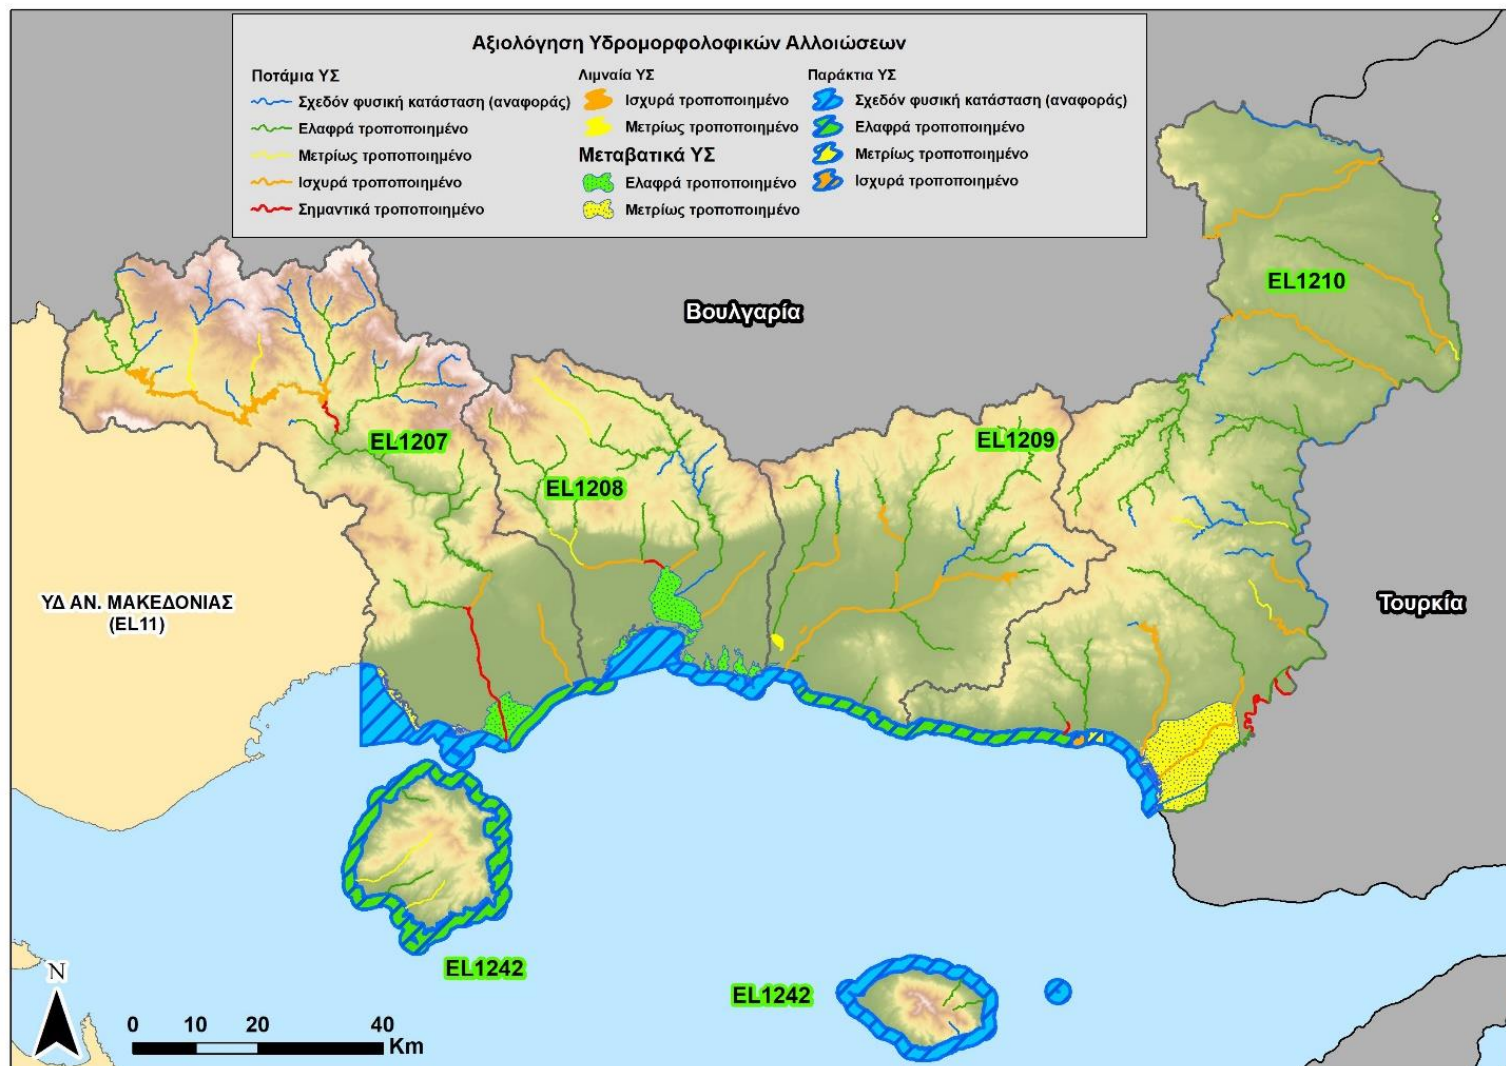 Αξιολόγηση Υδρομορφολοφικών Αλλοιώσεων
Ποτάμια ΥΣ
Σχεδόν φυσική κατάσταση (αναφοράς)
Ελαφρά τροποποιημένο
Μετρίως τροποποιημένο
Ισχυρά τροποποιημένο
Σημαντικά τροποποιημένο
Λιμναία ΥΣ
Ισχυρά τροποποιημένο
Μετρίως τροποποιημένο
Μεταβατικά ΥΣ
Ελαφρά τροποποιημένο
Μετρίως τροποποιημένο
Παράκτια ΥΣ
Σχεδόν φυσική κατάσταση (αναφοράς)
Ελαφρά τροποποιημένο
Μετρίως τροποποιημένο
Ισχυρά τροποποιημένο
EL1210
Βουλγαρία
EL1207
EL1209
EL1208
ΥΔ ΑΝ. ΜΑΚΕΔΟΝΙΑΣ
(EL11)
Τουρκία
EL1242
EL1242
N
0 10 20 40
Km